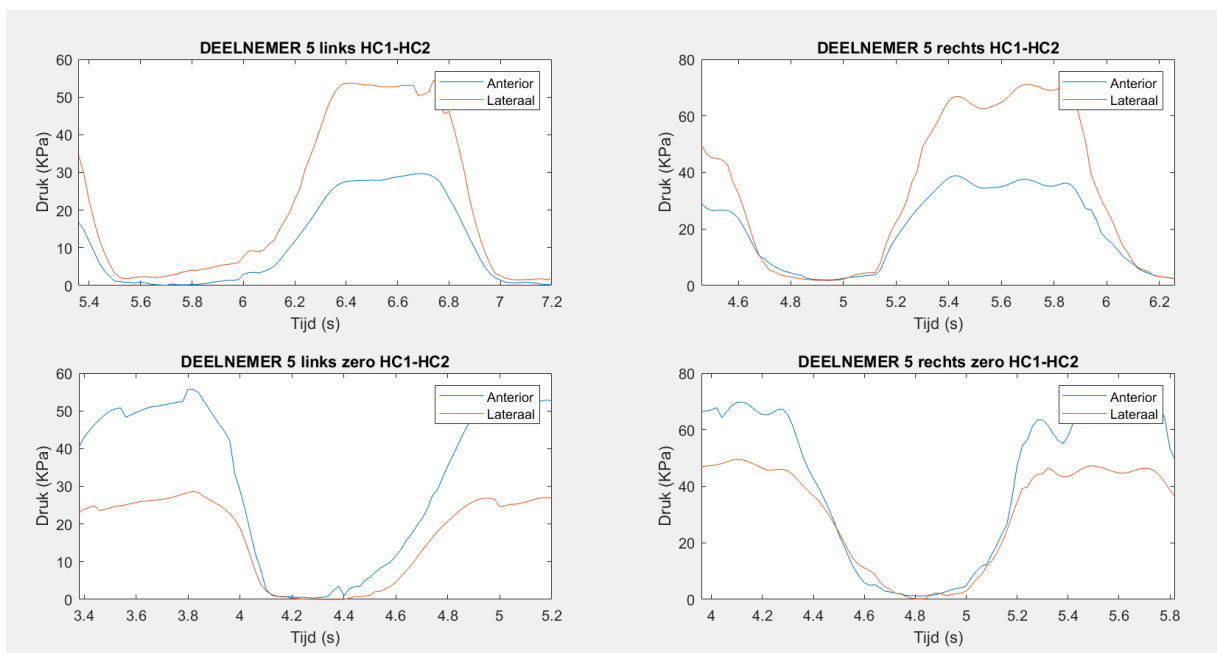 DEELNEMER 5 links HC1-HC2
60
50
40
30
20
10
0
Druk (KPa)
Anterior
Lateraal
5.4 5.6 5.8 6 6.2 6.4 6.6 6.8 7 7.2
Tijd (s)
DEELNEMER 5 rechts HC1-HC2
80
60
40
20
0
Druk (KPa)
Anterior
Lateraal
4.6 4.8 5 5.2 5.4 5.6 5.8 6 6.2
Tijd (s)
DEELNEMER 5 links zero HC1-HC2
60
50
40
30
20
10
0
Druk (KPa)
Anterior
Lateraal
3.4 3.6 3.8 4 4.2 4.4 4.6 4.8 5 5.2
Tijd (s)
DEELNEMER 5 rechts zero HC1-HC2
80
60
40
20
0
Druk (KPa)
Anterior
Lateraal
4 4.2 4.4 4.6 4.8 5 5.2 5.4 5.6 5.8
Tijd (s)